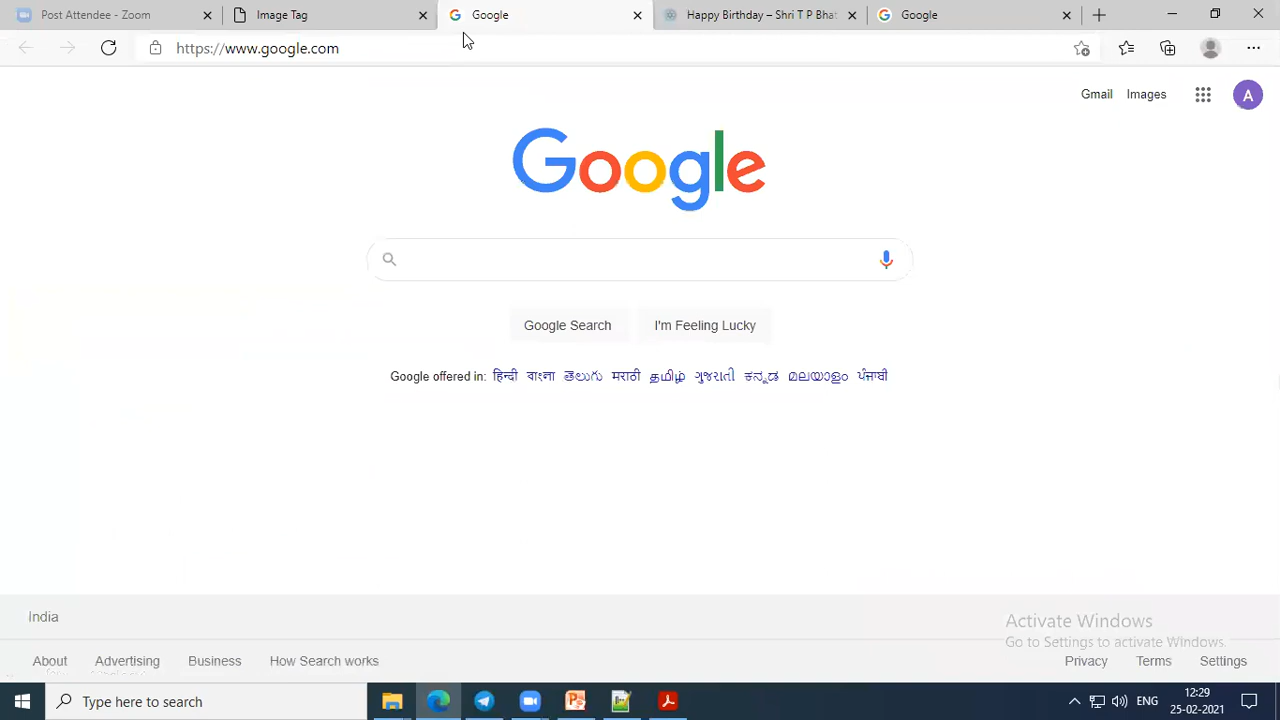 Post Attendee - Zoom
Image Tag
Google
Happy Birthday – Shri T P Bhat
Google
https://www.google.com
Gmail Images
A
Google
Google Search
I'm Feeling Lucky
Google offered in: हिन्दी বাংলা తెలుగు मराठी தமிழ் ગુજરાતી ಕನ್ನಡ മലയാളം ਪੰਜਾਬੀ
India
Activate Windows
Go to Settings to activate Windows.
About Advertising Business How Search works
Privacy Terms Settings
Type here to search
ENG
12:29
25-02-2021